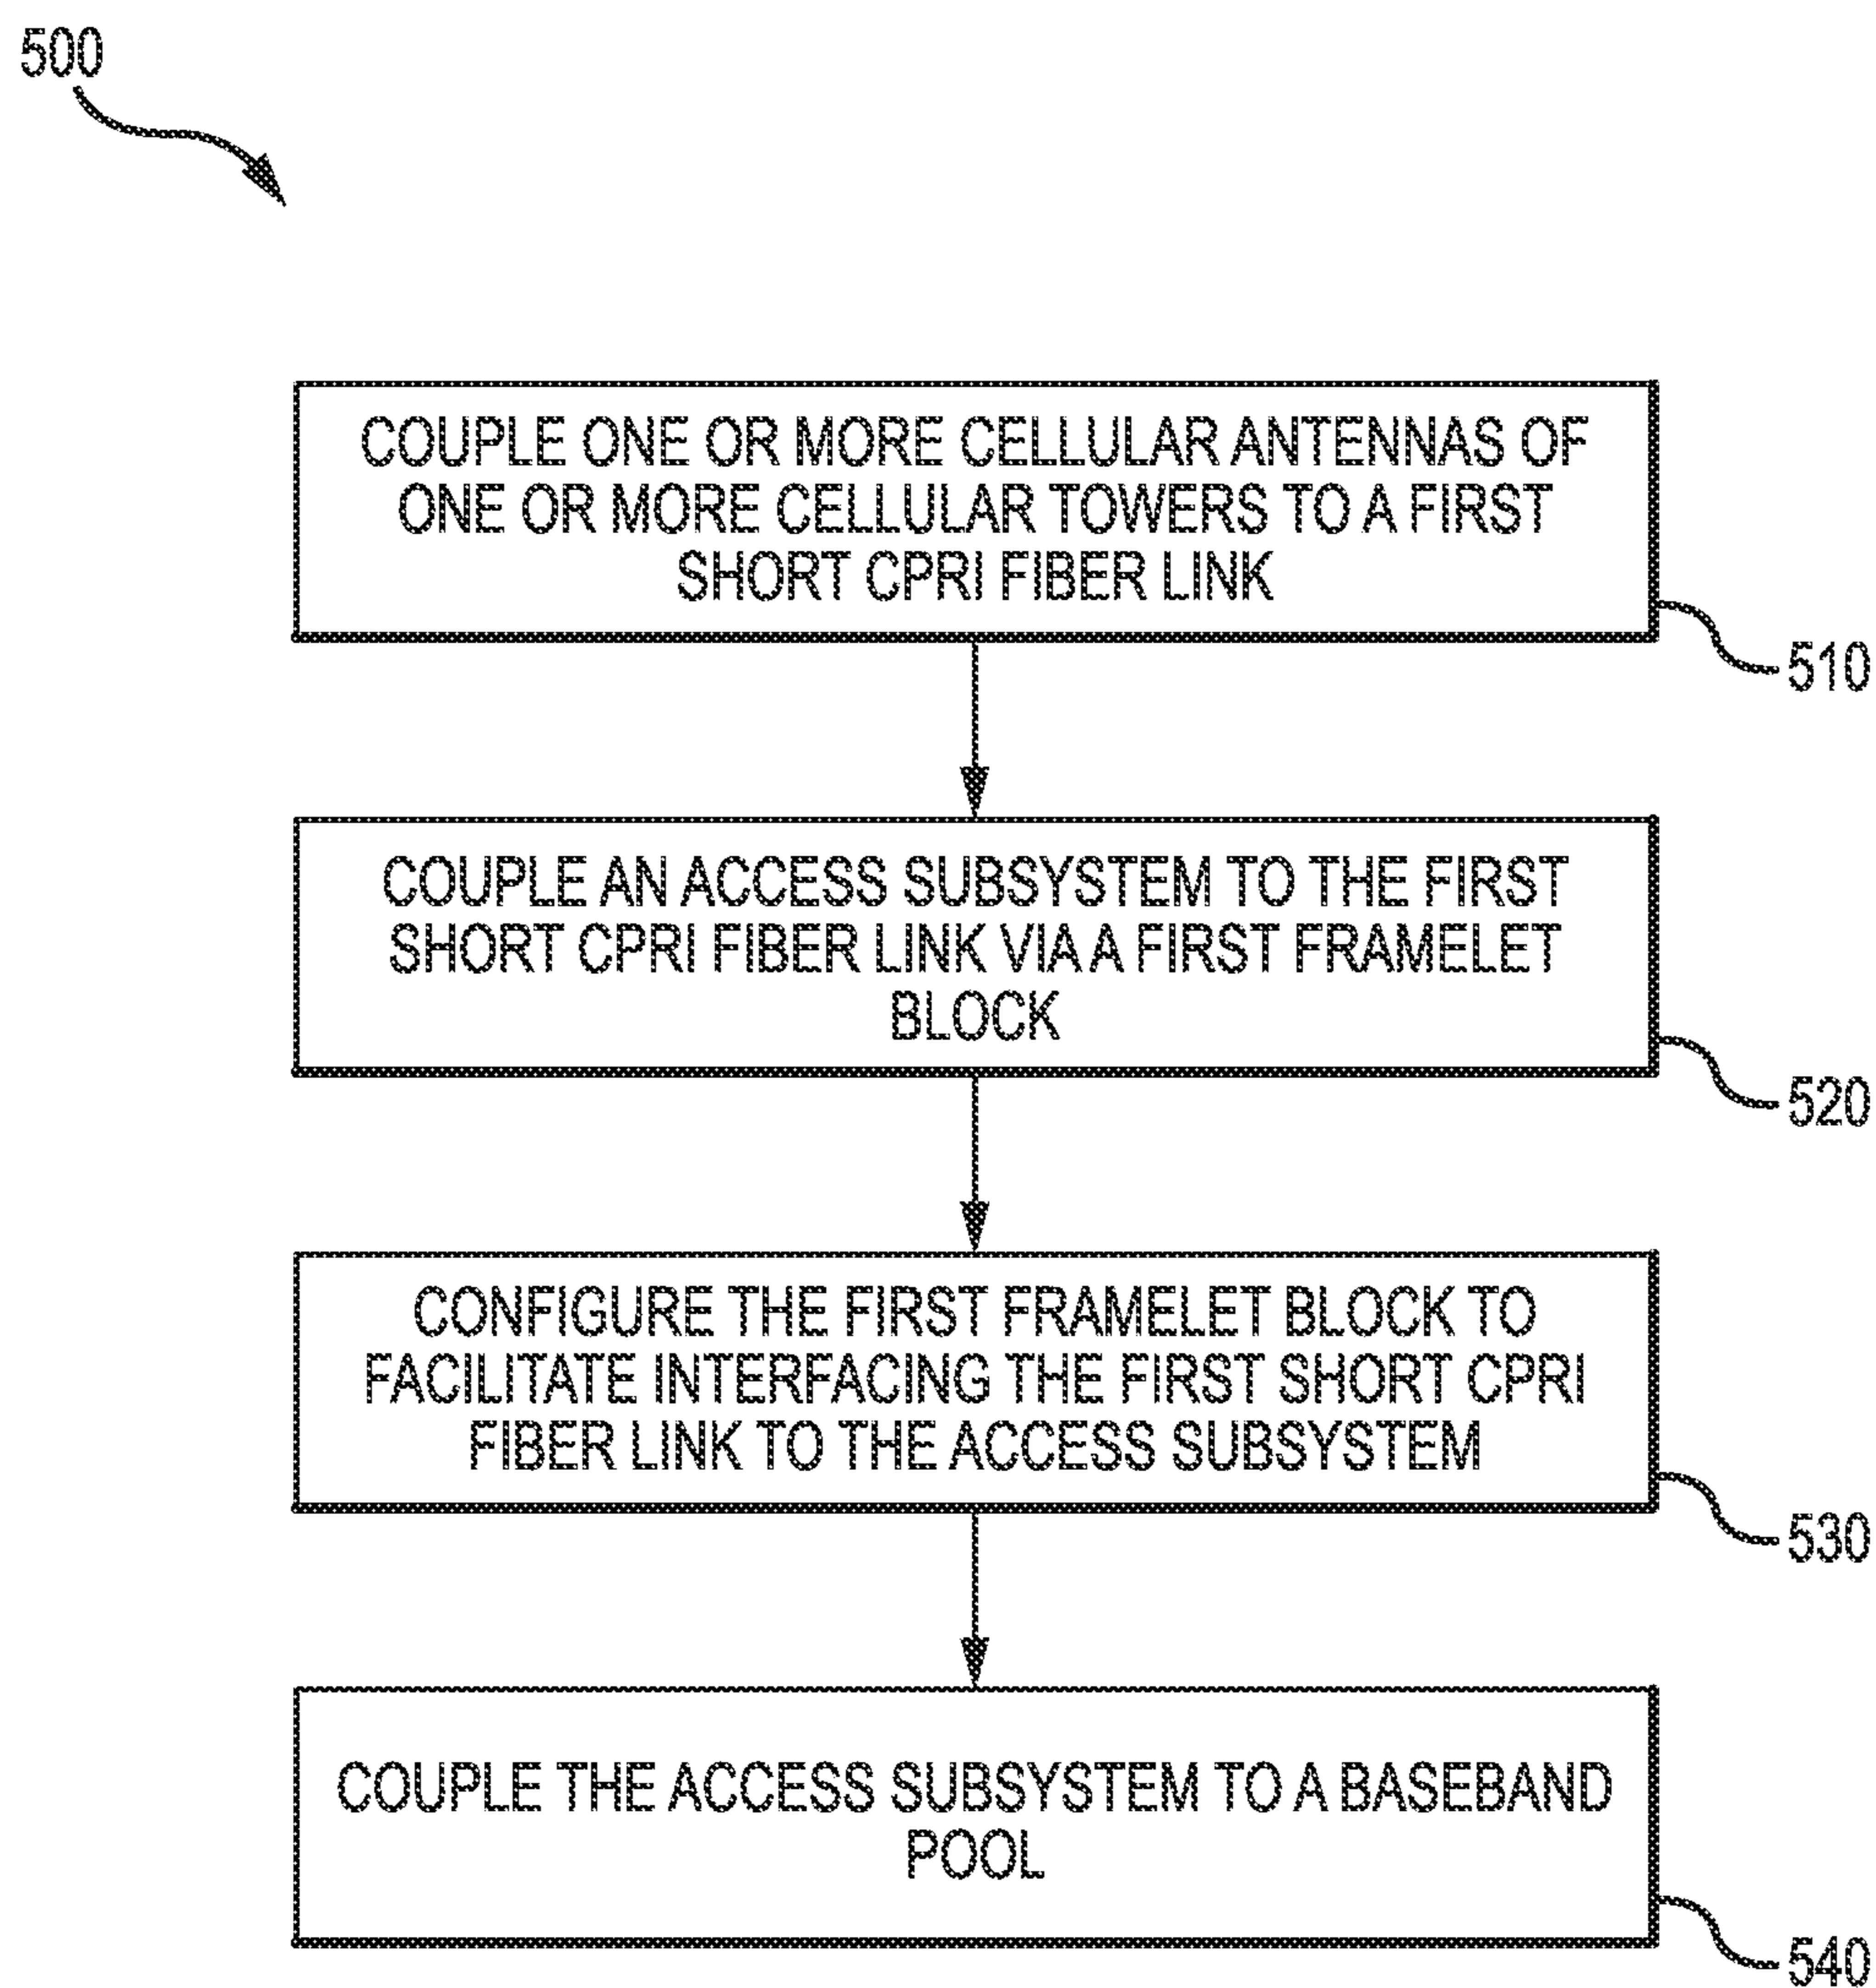 500
COUPLE ONE OR MORE CELLULAR ANTENNAS OF
ONE OR MORE CELLULAR TOWERS TO A FIRST
SHORT CPRI FIBER LINK
510
COUPLE AN ACCESS SUBSYSTEM TO THE FIRST
SHORT CPRI FIBER LINK VIA A FIRST FRAMELET
BLOCK
520
CONFIGURE THE FIRST FRAMELET BLOCK TO
FACILITATE INTERFACING THE FIRST SHORT CPRI
FIBER LINK TO THE ACCESS SUBSYSTEM
530
COUPLE THE ACCESS SUBSYSTEM TO A BASEBAND
POOL
540